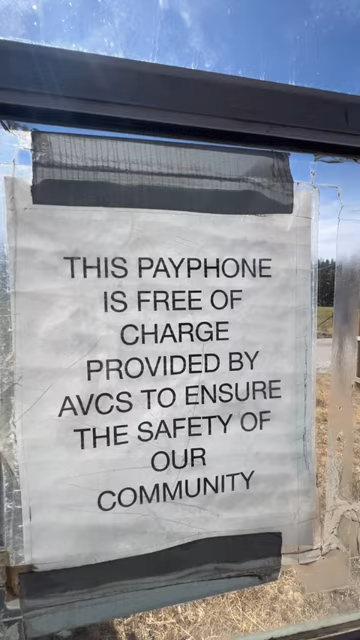 THIS PAYPHONE
IS FREE OF
CHARGE
PROVIDED BY
AVCS TO ENSURE
THE SAFETY OF
OUR
COMMUNITY